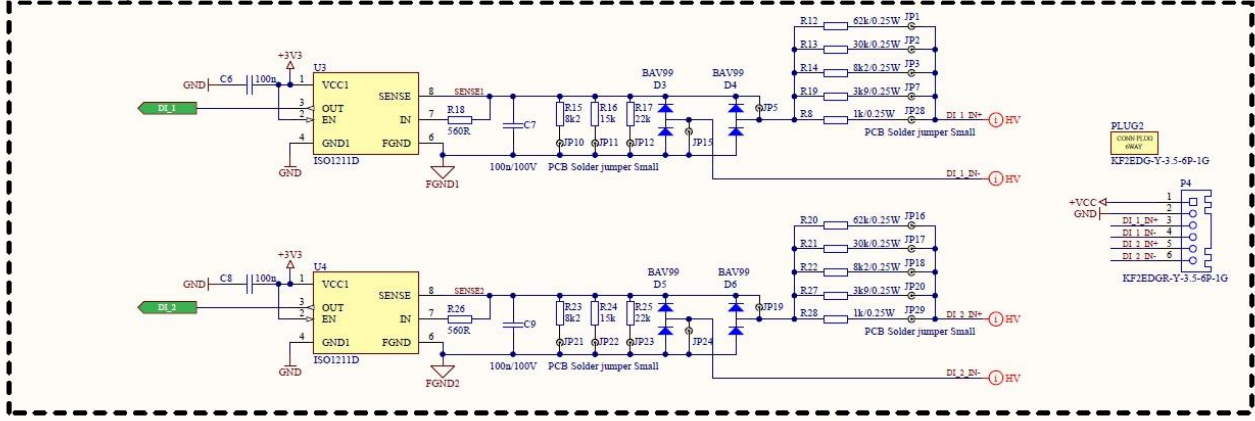 R12 62k/0.25W JP1
R13 30k/0.25W JP2
R14 8k2/0.25W JP3
R19 3k9/0.25W JP7
R8 1k/0.25W JP28
PCB Solder jumper Small
DI_1_IN+ HV
DI_1_IN- HV
+3V3
GND C6 100n
U3
1 VCC1
3 OUT
2 EN
4 GND1
SENSE 8
IN 7
FGND 6
ISO1211D
DI_1
GND
SENSE1
R18
560R
FGND1
C7
100n/100V
R15
8k2
R16
15k
R17
22k
JP10 JP11 JP12
PCB Solder jumper Small
BAV99
D3
BAV99
D4
JP5
JP15
PLUG2
CONN PLUG
6WAY
KF2EDG-Y-3.5-6P-1G
P4
+VCC 1
GND 2
DI_1_IN+ 3
DI_1_IN- 4
DI_2_IN+ 5
DI_2_IN- 6
KF2EDGR-Y-3.5-6P-1G
R20 62k/0.25W JP16
R21 30k/0.25W JP17
R22 8k2/0.25W JP18
R27 3k9/0.25W JP20
R28 1k/0.25W JP29
PCB Solder jumper Small
DI_2_IN+ HV
DI_2_IN- HV
+3V3
GND C8 100n
U4
1 VCC1
3 OUT
2 EN
4 GND1
SENSE 8
IN 7
FGND 6
ISO1211D
DI_2
GND
SENSE2
R26
560R
FGND2
C9
100n/100V
R23
8k2
R24
15k
R25
22k
JP21 JP22 JP23
PCB Solder jumper Small
BAV99
D5
BAV99
D6
JP19
JP24